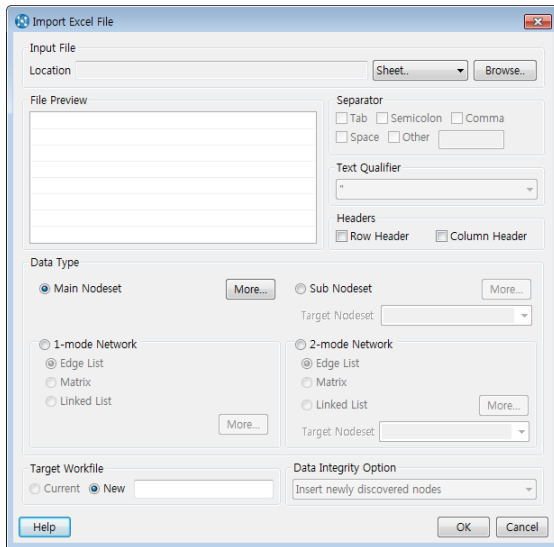 Import Excel File
Input File
Location Sheet.. Browse..
File Preview
Separator
Tab Semicolon Comma
Space Other
Text Qualifier
"
Headers
Row Header Column Header
Data Type
Main Nodeset More... Sub Nodeset More...
Target Nodeset
1-mode Network
Edge List
Matrix
Linked List
More...
2-mode Network
Edge List
Matrix
Linked List More...
Target Nodeset
Target Workfile
Current New
Data Integrity Option
Insert newly discovered nodes
Help OK Cancel